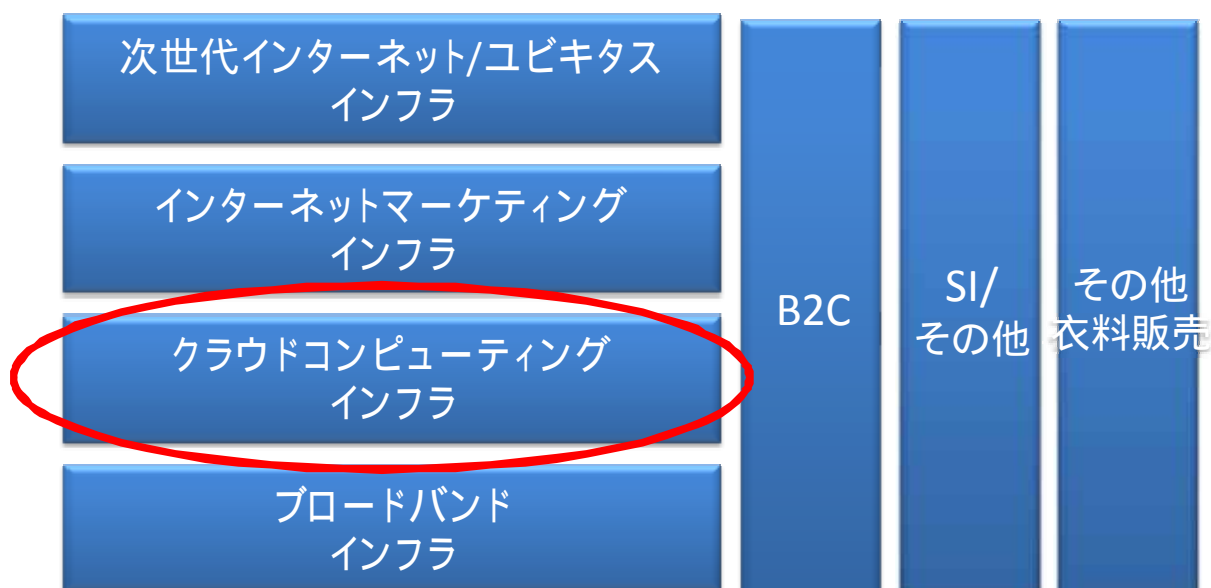 次世代インターネット/ユビキタス
インフラ
インターネットマーケティング
インフラ
クラウドコンピューティング
インフラ
ブロードバンド
インフラ
B2C
SI/
その他
その他
衣料販売